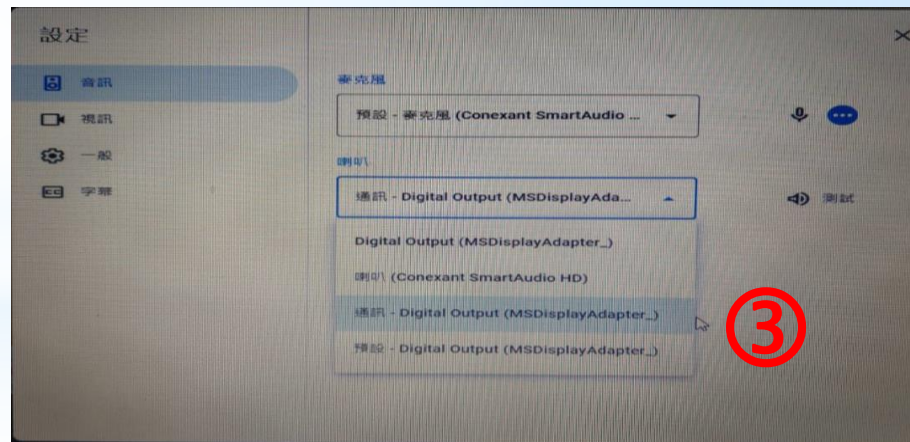 設定
音訊
視訊
一般
字幕
麥克風
預設 - 麥克風 (Conexant SmartAudio ...
喇叭
通訊 - Digital Output (MSDisplayAda...
測試
Digital Output (MSDisplayAdapter_)
喇叭 (Conexant SmartAudio HD)
通訊 - Digital Output (MSDisplayAdapter_)
預設 - Digital Output (MSDisplayAdapter_)
③